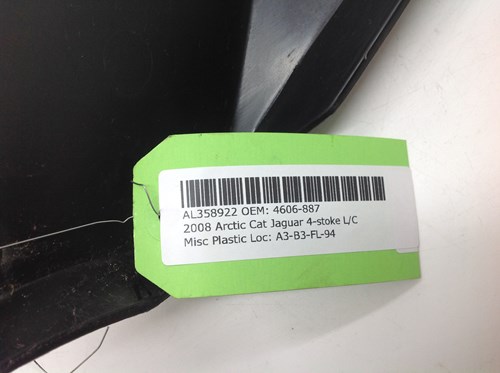 AL358922 OEM: 4606-887
2008 Arctic Cat Jaguar 4-stoke L/C
Misc Plastic Loc: A3-B3-FL-94